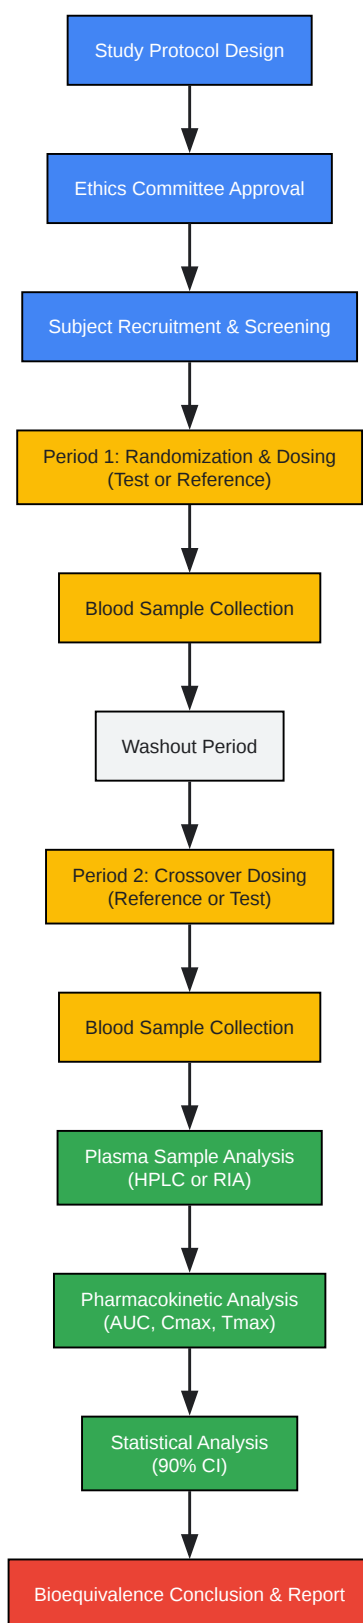 Study Protocol Design
Ethics Committee Approval
Subject Recruitment & Screening
Period 1: Randomization & Dosing
(Test or Reference)
Blood Sample Collection
Washout Period
Period 2: Crossover Dosing
(Reference or Test)
Blood Sample Collection
Plasma Sample Analysis
(HPLC or RIA)
Pharmacokinetic Analysis
(AUC, Cmax, Tmax)
Statistical Analysis
(90% CI)
Bioequivalence Conclusion & Report